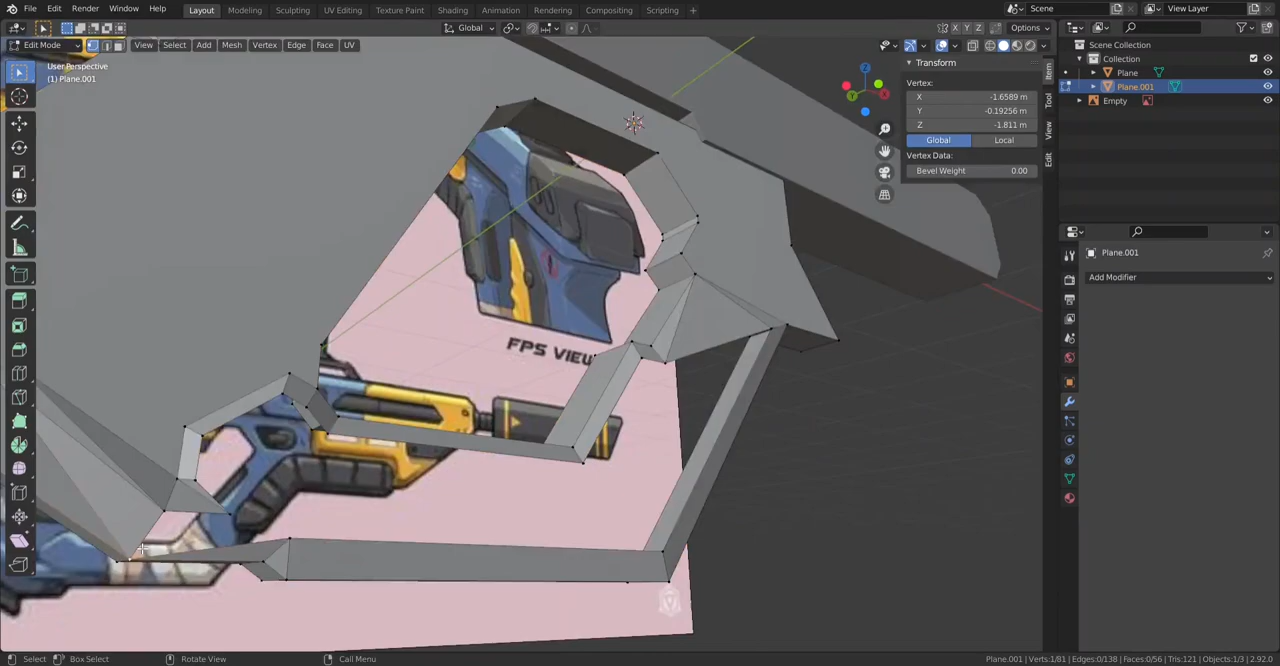 File Edit Render Window Help Layout Modeling Sculpting UV Editing Texture Paint Shading Animation Rendering Compositing Scripting + Scene View Layer
Global Options
Edit Mode View Select Add Mesh Vertex Edge Face UV X Y Z
User Perspective
(1) Plane.001
Transform
Vertex:
X -1.6589 m
Y -0.19256 m
Z -1.811 m
Global Local
Vertex Data:
Bevel Weight 0.00
Item
Tool
View
Edit
X
Y
Z
Scene Collection
Collection
Plane
Plane.001
Empty
Plane.001
Add Modifier
FPS VIEW
Select Box Select Rotate View Call Menu Plane.001 | Verts:1/81 | Edges:0/138 | Faces:0/56 | Tris:121 | Objects:1/3 | 2.92.0